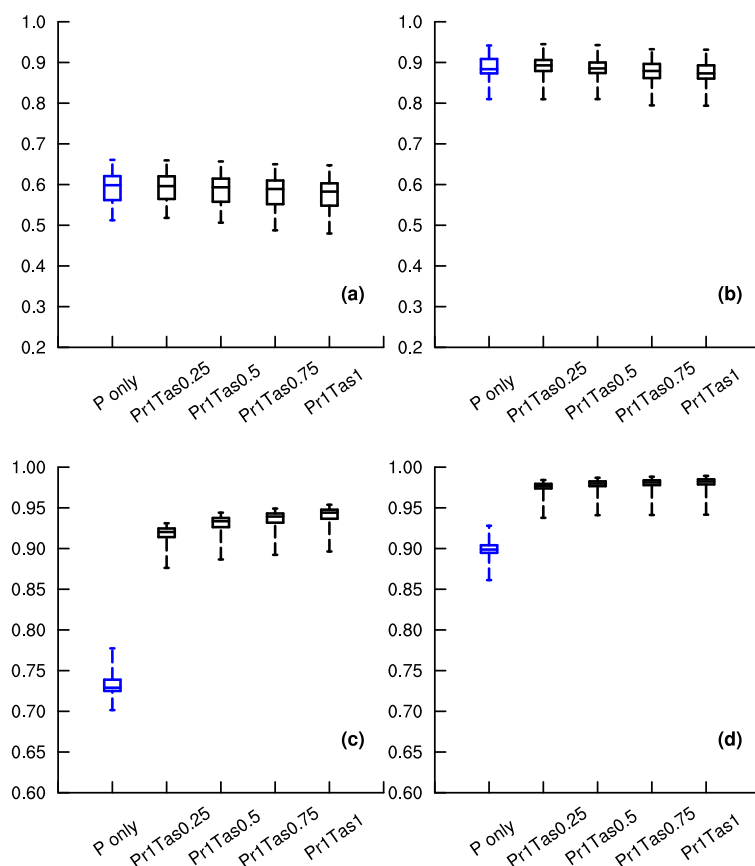 1.0
0.9
0.8
0.7
0.6
0.5
0.4
0.3
0.2
(a)
P only
Pr1Tas0.25
Pr1Tas0.5
Pr1Tas0.75
Pr1Tas1
1.0
0.9
0.8
0.7
0.6
0.5
0.4
0.3
0.2
(b)
P only
Pr1Tas0.25
Pr1Tas0.5
Pr1Tas0.75
Pr1Tas1
1.00
0.95
0.90
0.85
0.80
0.75
0.70
0.65
0.60
(c)
P only
Pr1Tas0.25
Pr1Tas0.5
Pr1Tas0.75
Pr1Tas1
1.00
0.95
0.90
0.85
0.80
0.75
0.70
0.65
0.60
(d)
P only
Pr1Tas0.25
Pr1Tas0.5
Pr1Tas0.75
Pr1Tas1